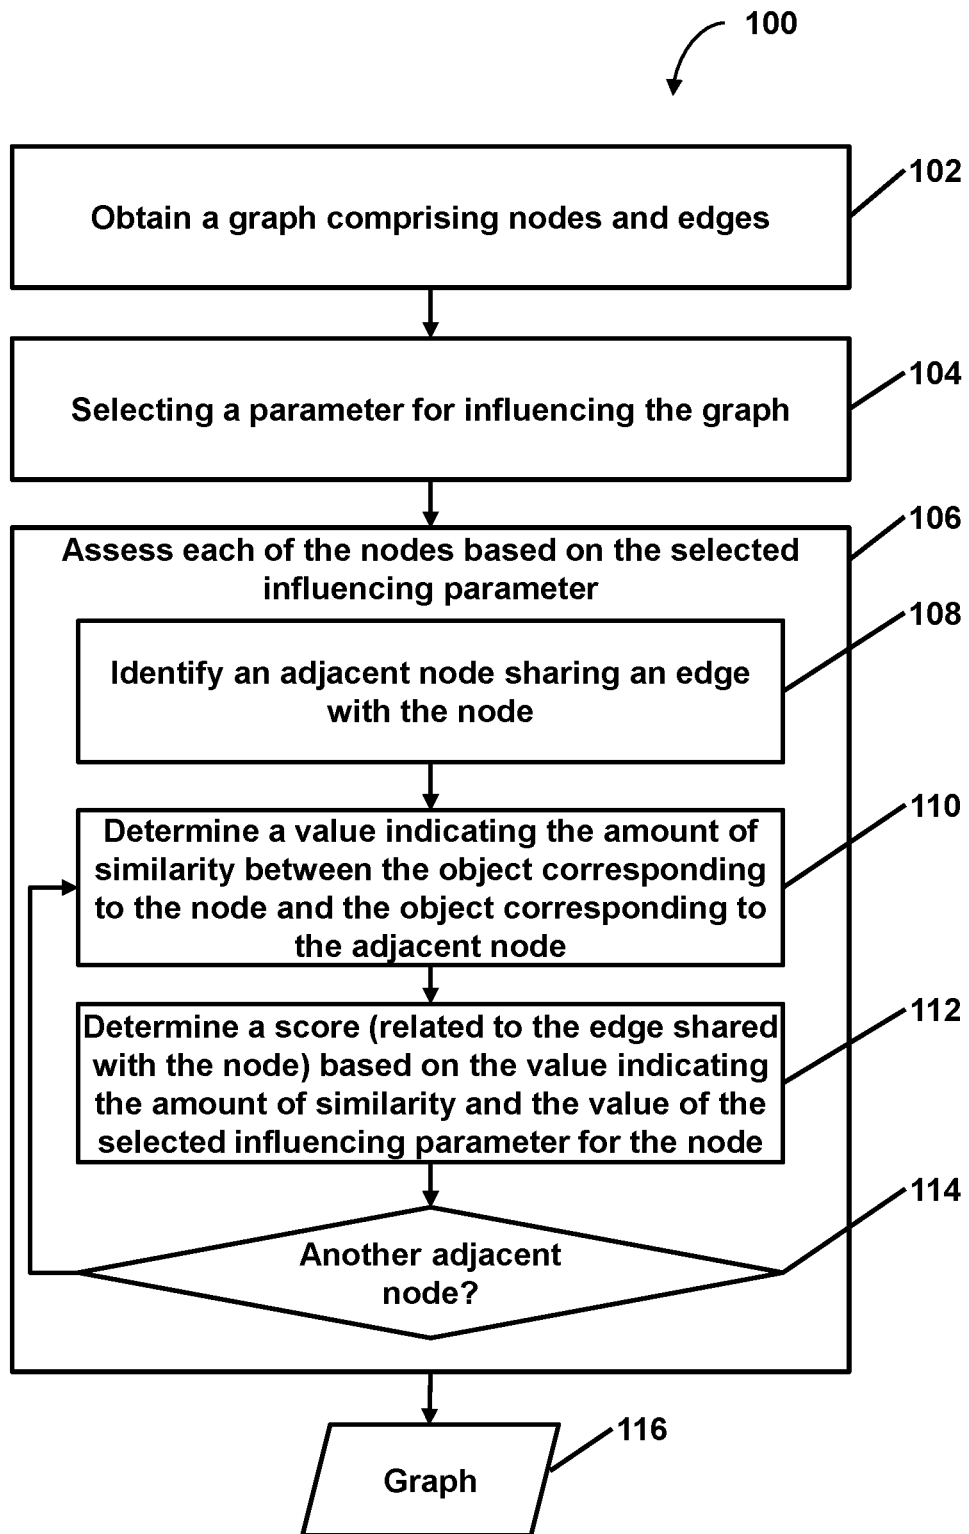 100
102
Obtain a graph comprising nodes and edges
104
Selecting a parameter for influencing the graph
106
Assess each of the nodes based on the selected
influencing parameter
108
Identify an adjacent node sharing an edge
with the node
110
Determine a value indicating the amount of
similarity between the object corresponding
to the node and the object corresponding to
the adjacent node
112
Determine a score (related to the edge shared
with the node) based on the value indicating
the amount of similarity and the value of the
selected influencing parameter for the node
114
Another adjacent
node?
116
Graph